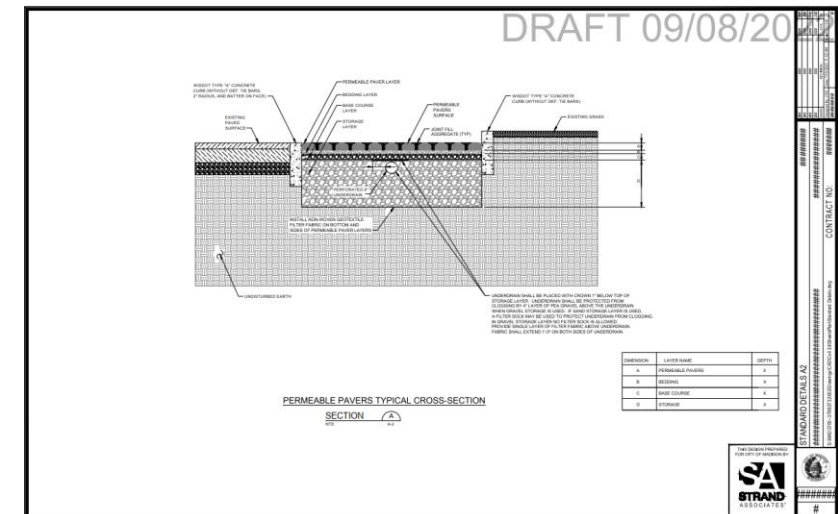 DRAFT 09/08/20
WISDOT TYPE "A" CONCRETE
CURB (WITHOUT DEF. TIE BARS,
2" RADIUS, AND BATTER ON FACE)
PERMEABLE PAVER LAYER
BEDDING LAYER
BASE COURSE
LAYER
STORAGE
LAYER
EXISTING
PAVED
SURFACE
PERMEABLE
PAVERS
SURFACE
JOINT FILL
AGGREGATE (TYP)
WISDOT TYPE "A" CONCRETE
CURB (WITHOUT DEF. TIE BARS)
EXISTING GRASS
PERFORATED
UNDERDRAIN
INSTALL NON-WOVEN GEOTEXTILE
FILTER FABRIC ON BOTTOM AND
SIDES OF PERMEABLE PAVER LAYERS
UNDISTURBED EARTH
UNDERDRAIN SHALL BE PLACED WITH CROWN 1" BELOW TOP OF
STORAGE LAYER. UNDERDRAIN SHALL BE PROTECTED FROM
CLOGGING BY 4" LAYER OF PEA GRAVEL ABOVE THE UNDERDRAIN
WHEN GRAVEL STORAGE IS USED. IF SAND STORAGE LAYER IS USED,
A FILTER SOCK MAY BE USED TO PROTECT UNDERDRAIN FROM CLOGGING
IN GRAVEL STORAGE LAYER NO FILTER SOCK IS ALLOWED.
PROVIDE SINGLE LAYER OF FILTER FABRIC ABOVE UNDERDRAIN.
FABRIC SHALL EXTEND 1'-0" ON BOTH SIDES OF UNDERDRAIN.
DIMENSION LAYER NAME DEPTH
A PERMEABLE PAVERS X
B BEDDING X
C BASE COURSE X
D STORAGE X
PERMEABLE PAVERS TYPICAL CROSS-SECTION
SECTION A
NTS A-2
THIS DESIGN PREPARED
FOR CITY OF MADISON BY
SA
STRAND
ASSOCIATES
STANDARD DETAILS A2
CONTRACT NO:
#